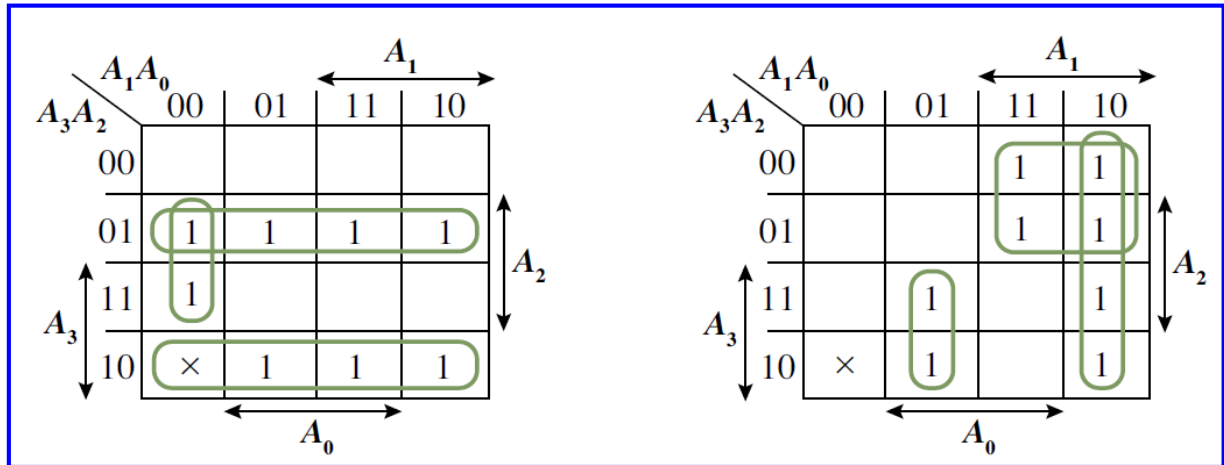 A₁
A₁A₀
00 01 11 10
A₃A₂
00
01 1 1 1 1
A₂
11 1
A₃
10 × 1 1 1
A₀
A₁
A₁A₀
00 01 11 10
A₃A₂
00 1 1
01 1 1
A₂
11 1 1
A₃
10 × 1 1
A₀